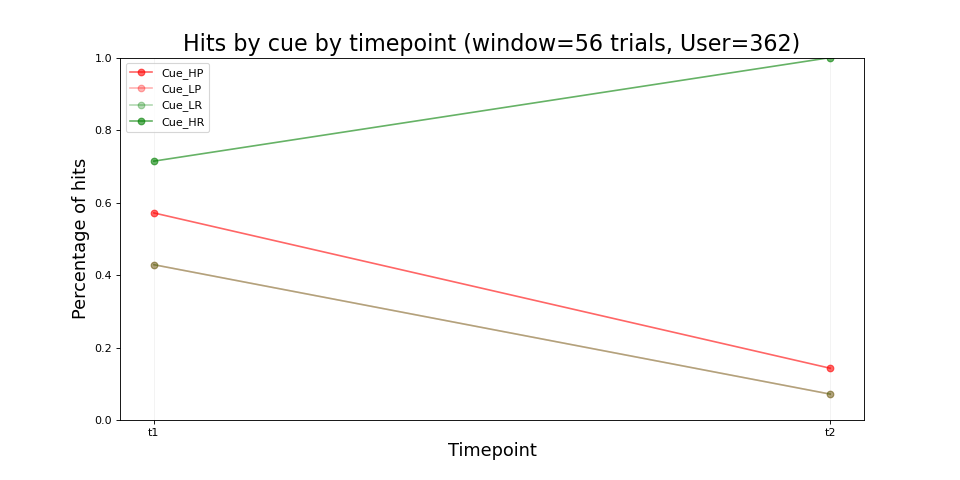 Hits by cue by timepoint (window=56 trials, User=362)
1.0
0.8
0.6
0.4
0.2
0.0
Percentage of hits
Cue_HP
Cue_LP
Cue_LR
Cue_HR
t1
t2
Timepoint